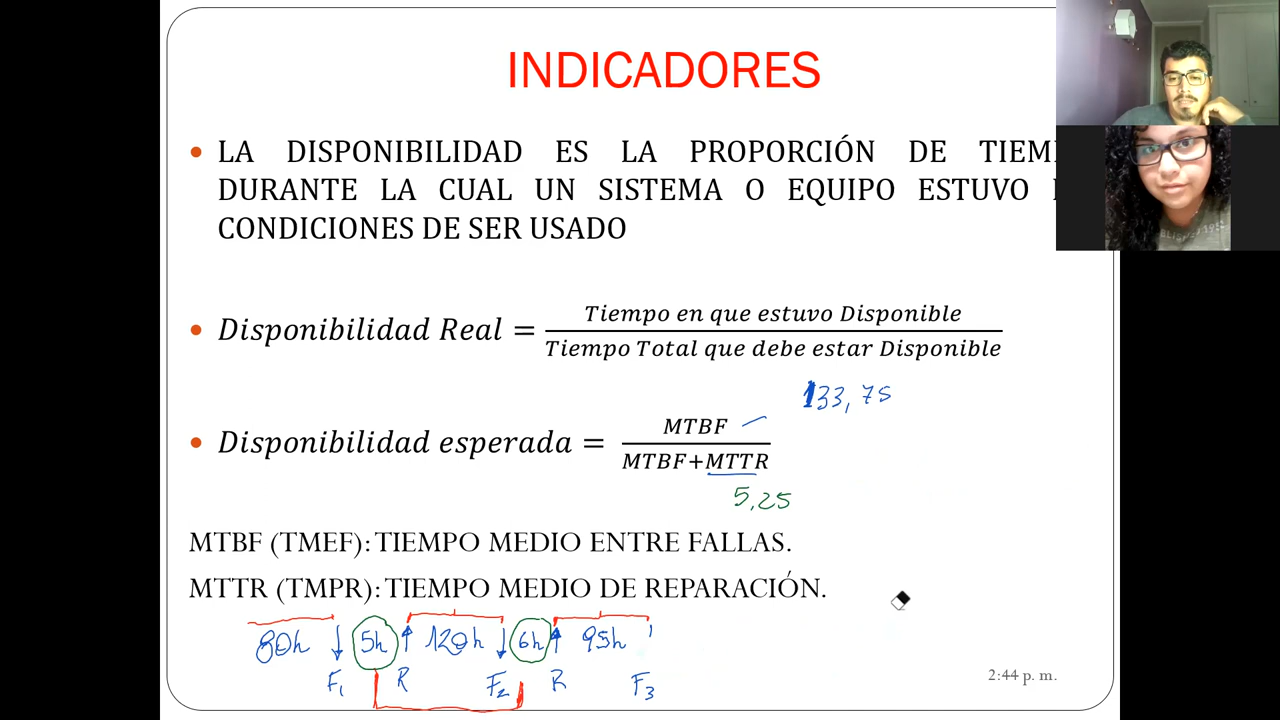 INDICADORES
• LA DISPONIBILIDAD ES LA PROPORCIÓN DE TIEM
DURANTE LA CUAL UN SISTEMA O EQUIPO ESTUVO
CONDICIONES DE SER USADO
• Disponibilidad Real = Tiempo en que estuvo Disponible
Tiempo Total que debe estar Disponible
133,75
• Disponibilidad esperada = MTBF
MTBF+MTTR
5,25
MTBF (TMEF): TIEMPO MEDIO ENTRE FALLAS.
MTTR (TMPR): TIEMPO MEDIO DE REPARACIÓN.
80h ↓ 5h ↑ 120h ↓ 6h ↑ 95h
F1 R F2 R F3
2:44 p. m.